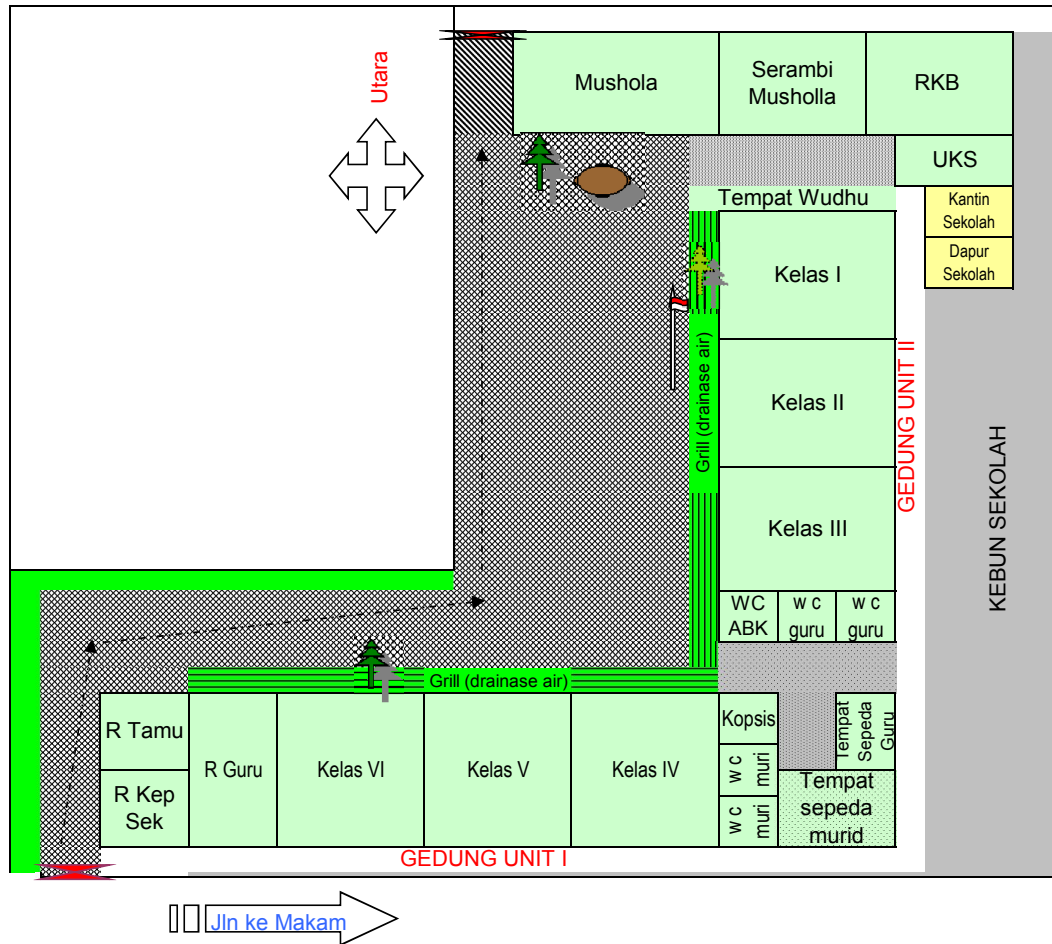 Utara
Mushola
Serambi
Musholla
RKB
UKS
Tempat Wudhu
Kantin
Sekolah
Dapur
Sekolah
Kelas I
Grill (drainase air)
Kelas II
GEDUNG UNIT II
KEBUN SEKOLAH
Kelas III
WC
ABK
w c
guru
w c
guru
Grill (drainase air)
R Tamu
R Kep
Sek
R Guru
Kelas VI
Kelas V
Kelas IV
Kopsis
w c
muri
w c
muri
Tempat
Sepeda
Guru
Tempat
sepeda
murid
GEDUNG UNIT I
Jln ke Makam